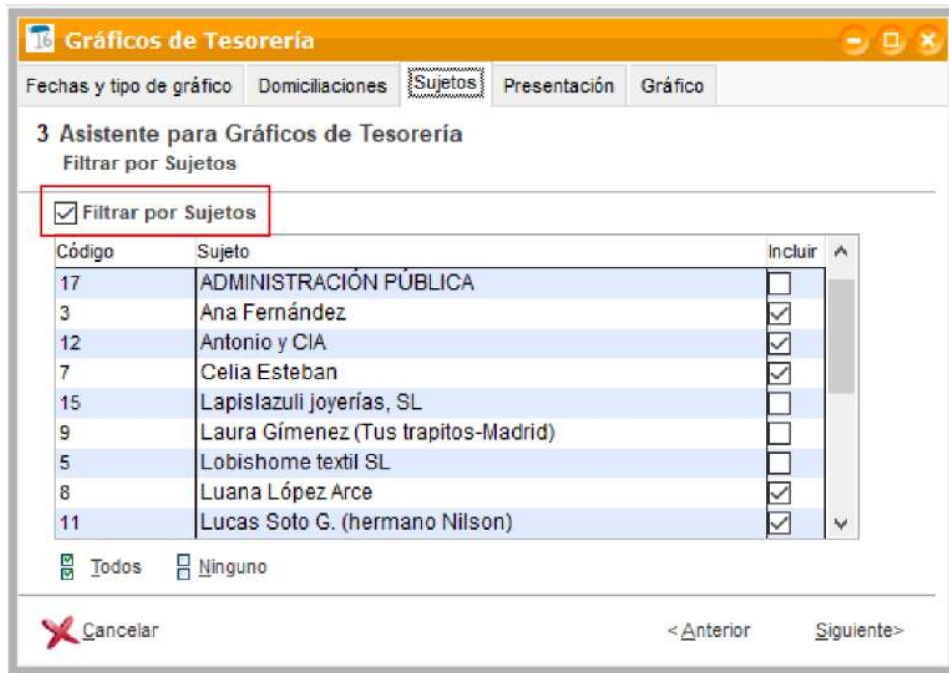 16 Gráficos de Tesorería
Fechas y tipo de gráfico Domiciliaciones Sujetos Presentación Gráfico
3 Asistente para Gráficos de Tesorería
Filtrar por Sujetos
Filtrar por Sujetos
Código Sujeto Incluir
17 ADMINISTRACIÓN PÚBLICA
3 Ana Fernández
12 Antonio y CIA
7 Celia Esteban
15 Lapislazuli joyerías, SL
9 Laura Gímenez (Tus trapitos-Madrid)
5 Lobishome textil SL
8 Luana López Arce
11 Lucas Soto G. (hermano Nilson)
Todos Ninguno
Cancelar < Anterior Siguiente>